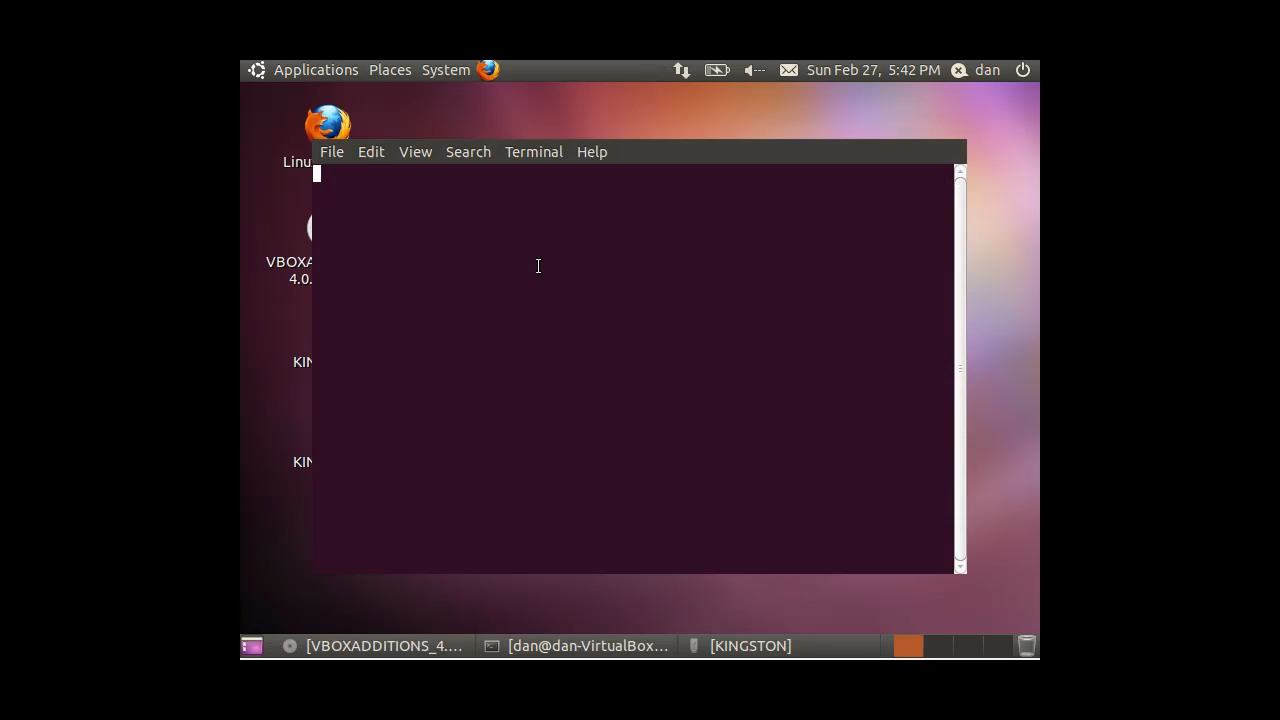 Applications Places System Sun Feb 27, 5:42 PM dan
File Edit View Search Terminal Help
Linu
VBOXA
4.0.
KIN
KIN
[VBOXADDITIONS_4.... [dan@dan-VirtualBox... [KINGSTON]